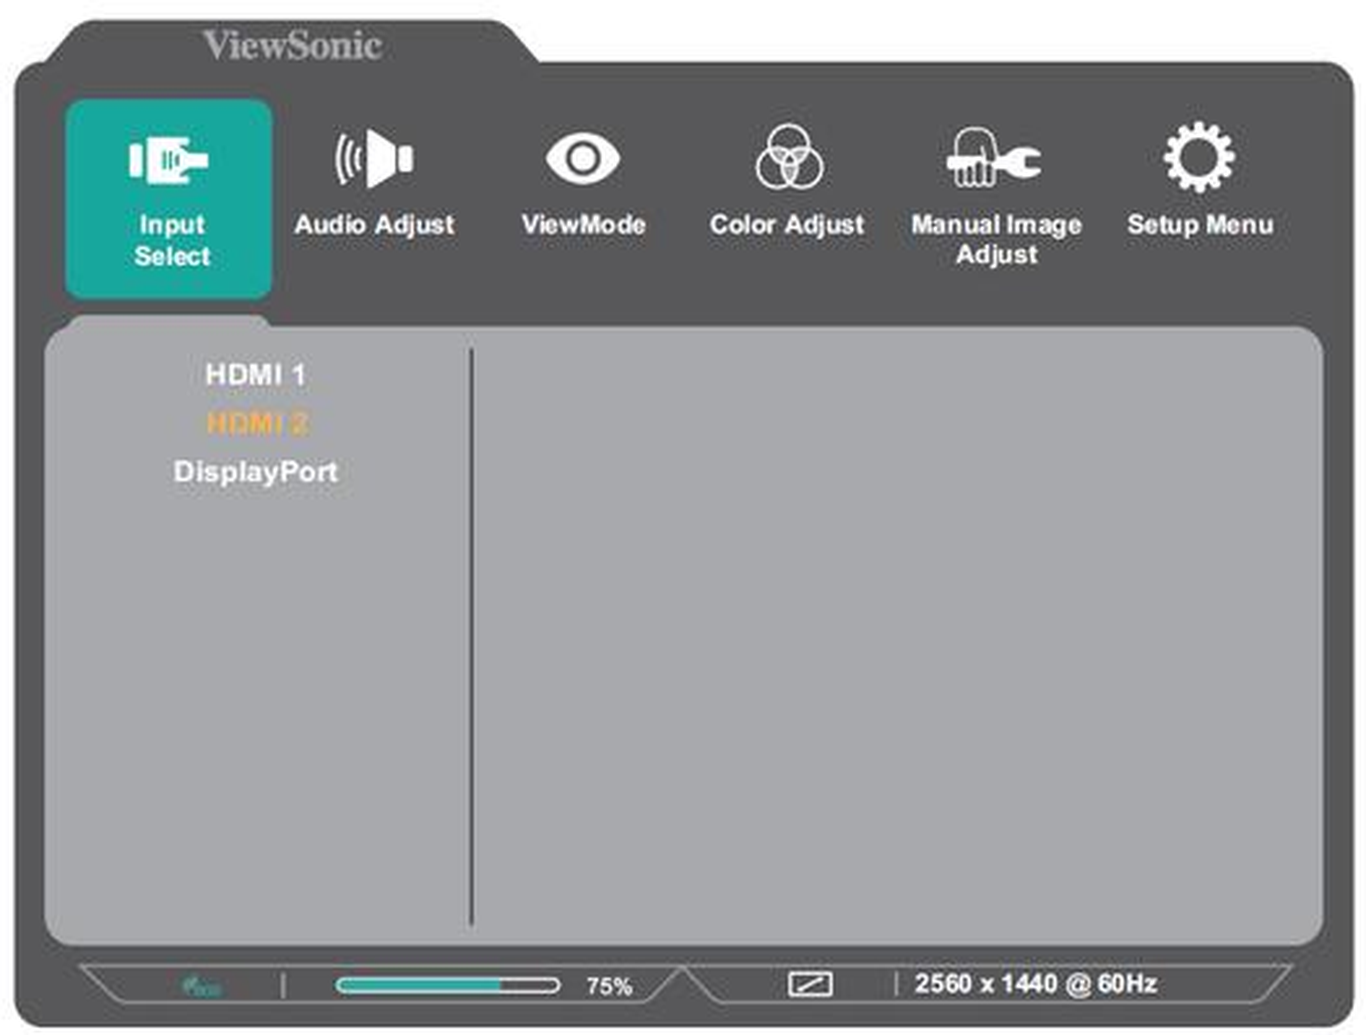 ViewSonic
Input
Select
Audio Adjust
ViewMode
Color Adjust
Manual Image
Adjust
Setup Menu
HDMI 1
HDMI 2
DisplayPort
75%
2560 x 1440 @ 60Hz